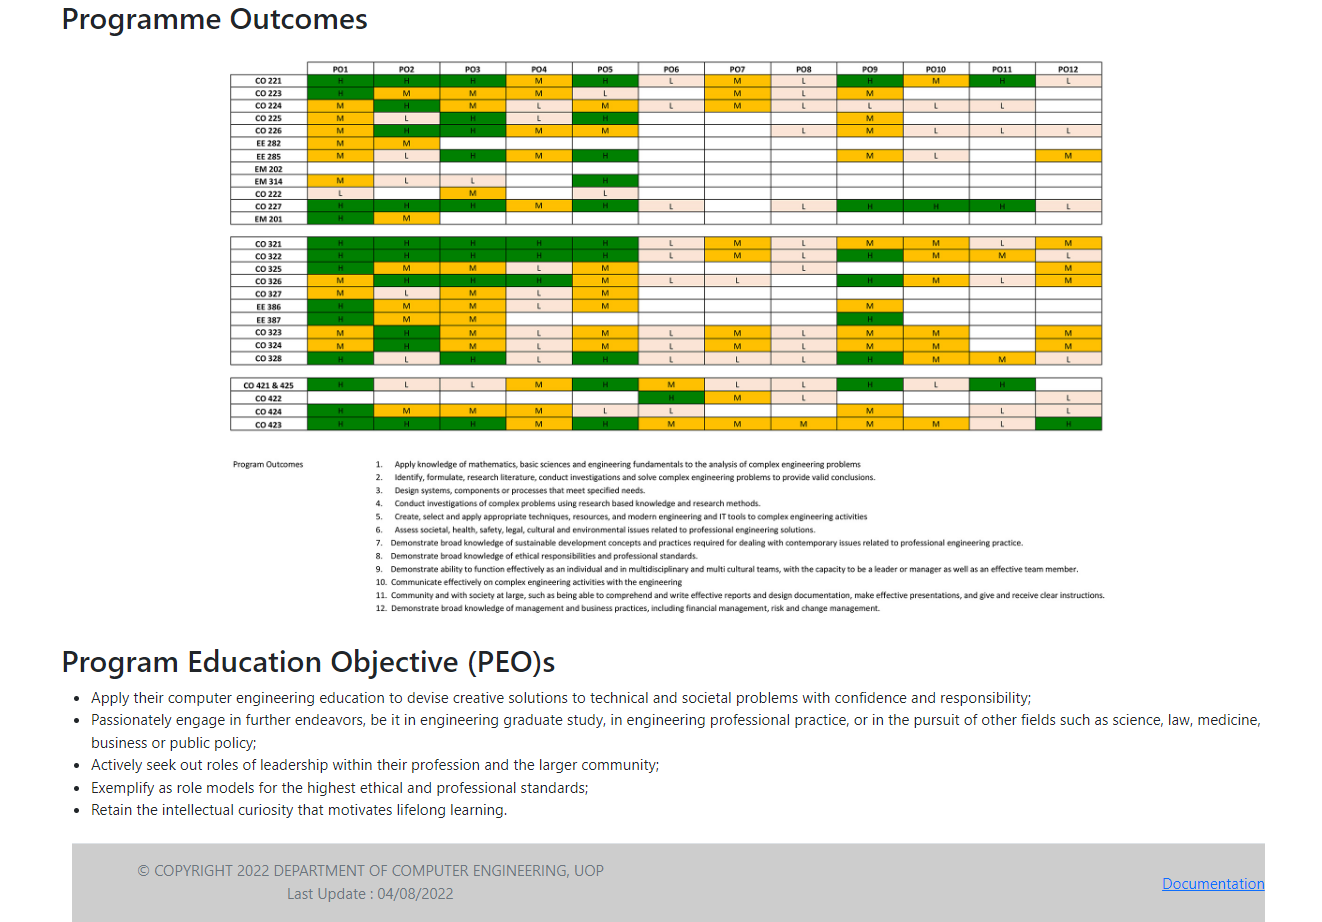 Programme Outcomes
PO1 PO2 PO3 PO4 PO5 PO6 PO7 PO8 PO9 PO10 PO11 PO12
CO 221 H H H M H L M L H M H L
CO 223 H M M M L M L M
CO 224 M H M L M L M L L L L
CO 225 M L H L H M
CO 226 M H H M M L M L L L
EE 282 M M
EE 285 M L H M H M L M
EM 202
EM 314 M L L H
CO 222 L M L
CO 227 H H H M H L L H H H L
EM 201 H M
CO 321 H H H H H L M L M M L M
CO 322 H H H H H L M L H M M L
CO 325 H M M L M L M
CO 326 M H H H M L L H M L M
CO 327 M L M L M
EE 386 H M M L M M
EE 387 H M M H
CO 323 M H M L M L M L M M M
CO 324 M H M L M L M L M M M
CO 328 H L H L H L L L H M M L
CO 421 & 425 H L L M H M L L H L H
CO 422 H M L L
CO 424 H M M M L L M L L
CO 423 H H H M H M M M M M L H
Program Outcomes 1. Apply knowledge of mathematics, basic sciences and engineering fundamentals to the analysis of complex engineering problems
2. Identify, formulate, research literature, conduct investigations and solve complex engineering problems to provide valid conclusions.
3. Design systems, components or processes that meet specified needs.
4. Conduct investigations of complex problems using research based knowledge and research methods.
5. Create, select and apply appropriate techniques, resources, and modern engineering and IT tools to complex engineering activities
6. Assess societal, health, safety, legal, cultural and environmental issues related to professional engineering solutions.
7. Demonstrate broad knowledge of sustainable development concepts and practices required for dealing with contemporary issues related to professional engineering practice.
8. Demonstrate broad knowledge of ethical responsibilities and professional standards.
9. Demonstrate ability to function effectively as an individual and in multidisciplinary and multi cultural teams, with the capacity to be a leader or manager as well as an effective team member.
10. Communicate effectively on complex engineering activities with the engineering
11. Community and with society at large, such as being able to comprehend and write effective reports and design documentation, make effective presentations, and give and receive clear instructions.
12. Demonstrate broad knowledge of management and business practices, including financial management, risk and change management.
Program Education Objective (PEO)s
• Apply their computer engineering education to devise creative solutions to technical and societal problems with confidence and responsibility;
• Passionately engage in further endeavors, be it in engineering graduate study, in engineering professional practice, or in the pursuit of other fields such as science, law, medicine,
business or public policy;
• Actively seek out roles of leadership within their profession and the larger community;
• Exemplify as role models for the highest ethical and professional standards;
• Retain the intellectual curiosity that motivates lifelong learning.
© COPYRIGHT 2022 DEPARTMENT OF COMPUTER ENGINEERING, UOP
Last Update : 04/08/2022
Documentation